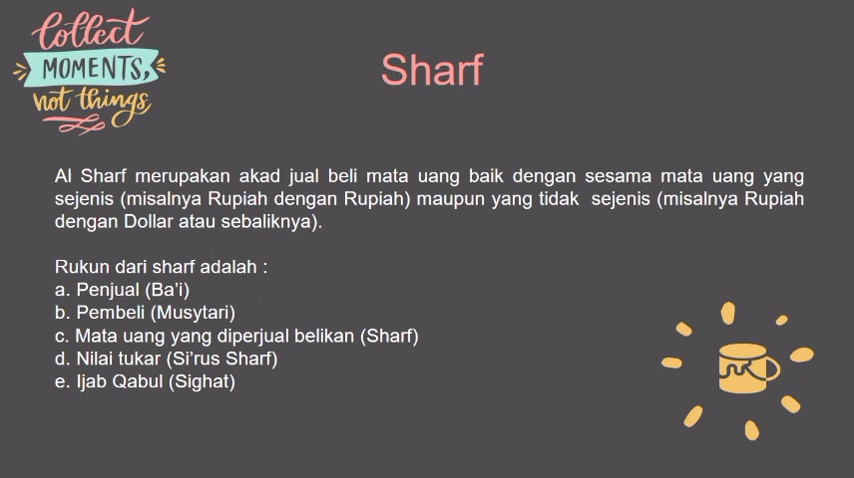 Collect
MOMENTS,
not things
Sharf
Al Sharf merupakan akad jual beli mata uang baik dengan sesama mata uang yang
sejenis (misalnya Rupiah dengan Rupiah) maupun yang tidak sejenis (misalnya Rupiah
dengan Dollar atau sebaliknya).
Rukun dari sharf adalah :
a. Penjual (Ba’i)
b. Pembeli (Musytari)
c. Mata uang yang diperjual belikan (Sharf)
d. Nilai tukar (Si’rus Sharf)
e. Ijab Qabul (Sighat)